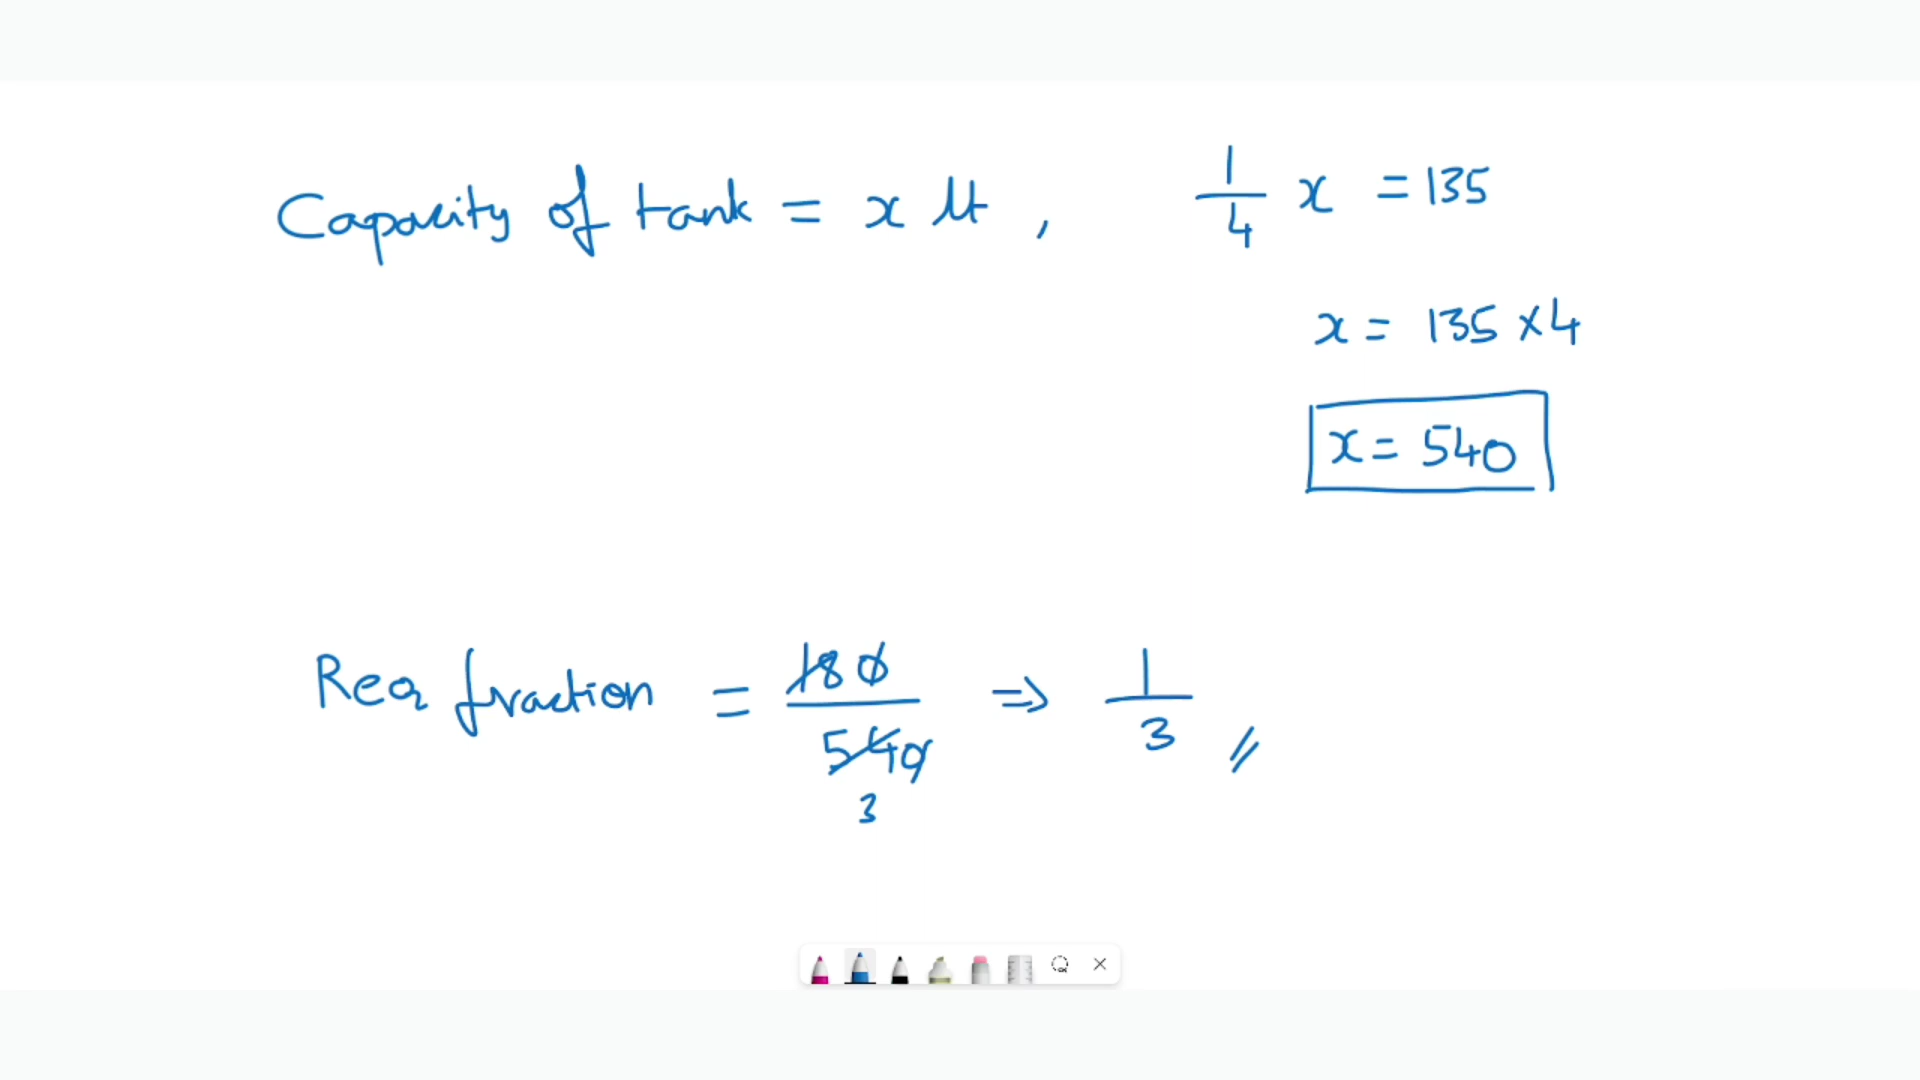 Capacity of tank = x lt , 1/4 x = 135
x = 135 × 4
x = 540
Req fraction = 180/540 ⇒ 1/3 //
3